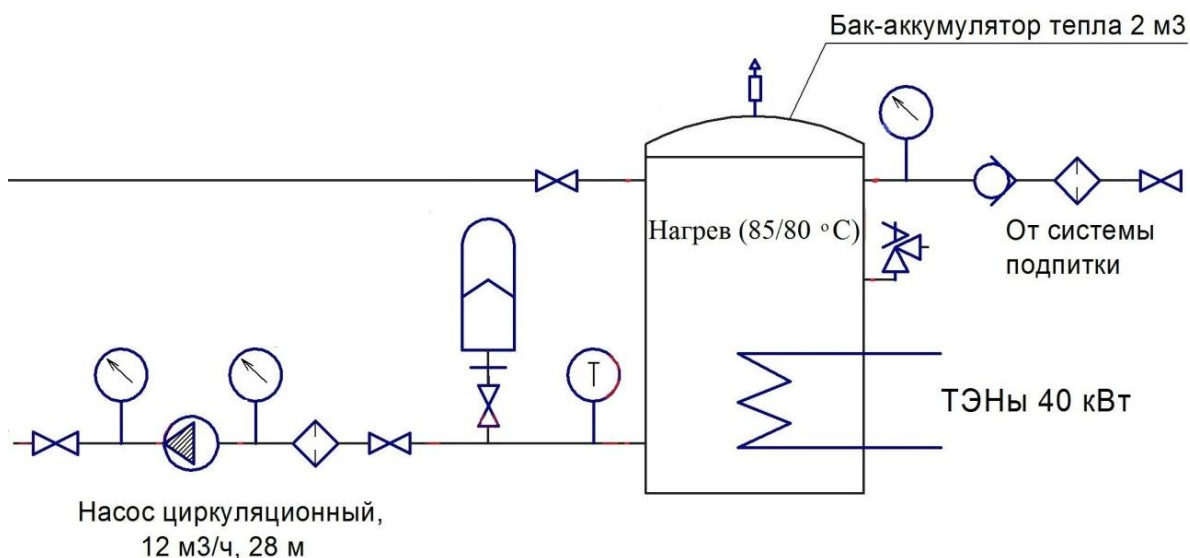 Бак-аккумулятор тепла 2 м3
Нагрев (85/80 °С)
От системы
подпитки
T
ТЭНы 40 кВт
Насос циркуляционный,
12 м3/ч, 28 м